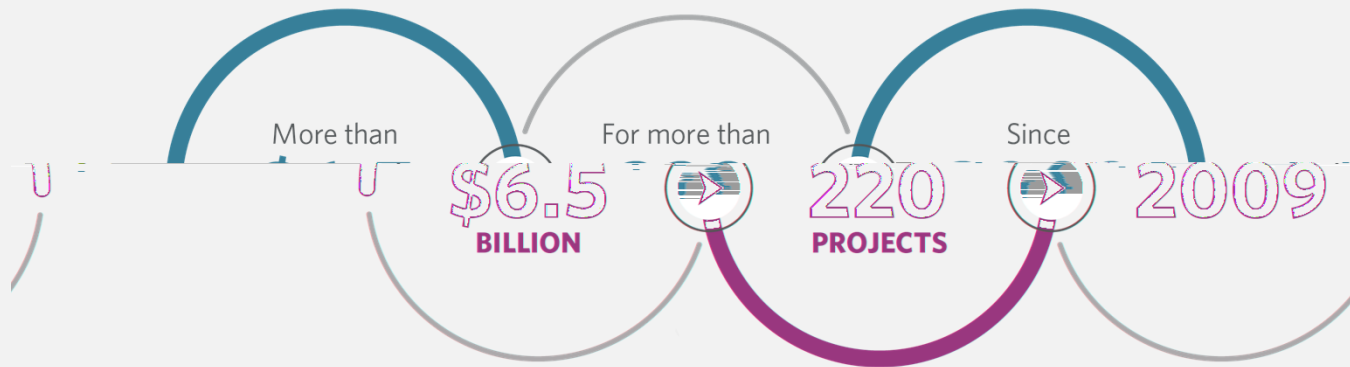 More than
$6.5
BILLION
For more than
220
PROJECTS
Since
2009